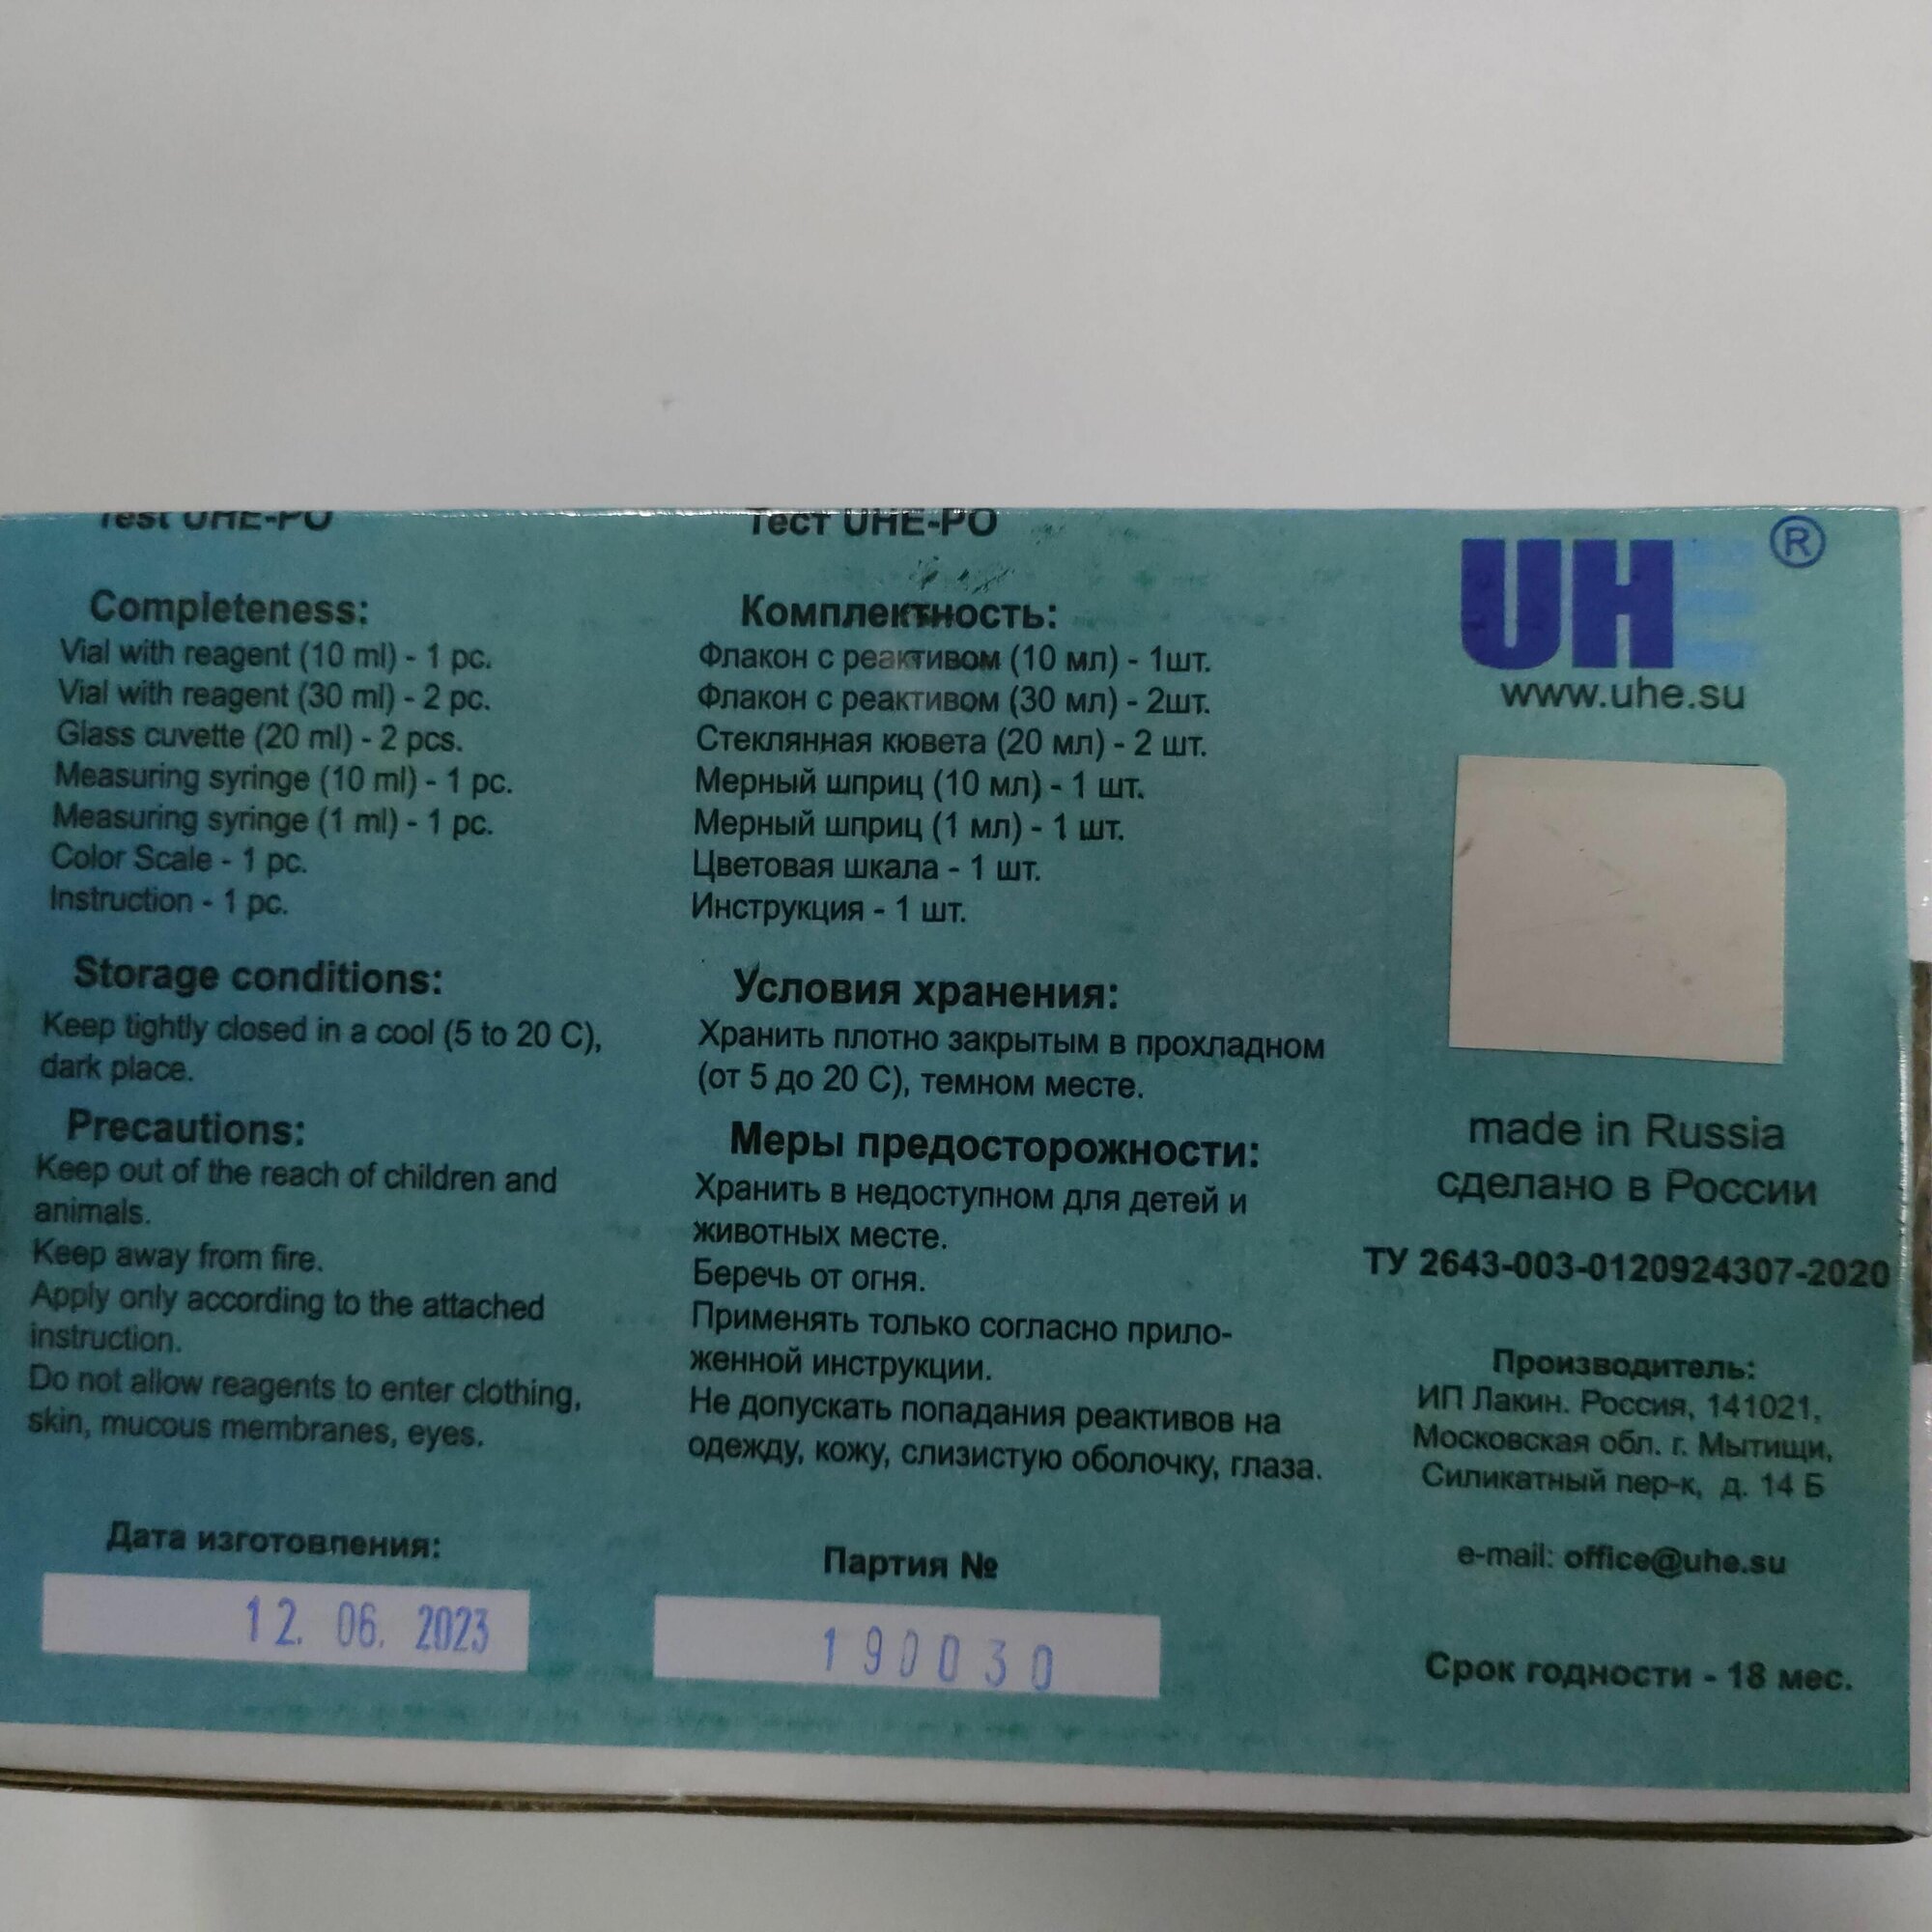 Test UHE-PO
Completeness:
Vial with reagent (10 ml) - 1 pc.
Vial with reagent (30 ml) - 2 pc.
Glass cuvette (20 ml) - 2 pcs.
Measuring syringe (10 ml) - 1 pc.
Measuring syringe (1 ml) - 1 pc.
Color Scale - 1 pc.
Instruction - 1 pc.
Storage conditions:
Keep tightly closed in a cool (5 to 20 C),
dark place.
Precautions:
Keep out of the reach of children and
animals.
Keep away from fire.
Apply only according to the attached
instruction.
Do not allow reagents to enter clothing,
skin, mucous membranes, eyes.
Дата изготовления:
12. 06. 2023
Тест UHE-PO
Комплектность:
Флакон с реактивом (10 мл) - 1шт.
Флакон с реактивом (30 мл) - 2шт.
Стеклянная кювета (20 мл) - 2 шт.
Мерный шприц (10 мл) - 1 шт.
Мерный шприц (1 мл) - 1 шт.
Цветовая шкала - 1 шт.
Инструкция - 1 шт.
Условия хранения:
Хранить плотно закрытым в прохладном
(от 5 до 20 С), темном месте.
Меры предосторожности:
Хранить в недоступном для детей и
животных месте.
Беречь от огня.
Применять только согласно прило-
женной инструкции.
Не допускать попадания реактивов на
одежду, кожу, слизистую оболочку, глаза.
Партия №
190030
UHE ®
www.uhe.su
made in Russia
сделано в России
ТУ 2643-003-0120924307-2020
Производитель:
ИП Лакин. Россия, 141021,
Московская обл. г. Мытищи,
Силикатный пер-к, д. 14 Б
e-mail: office@uhe.su
Срок годности - 18 мес.